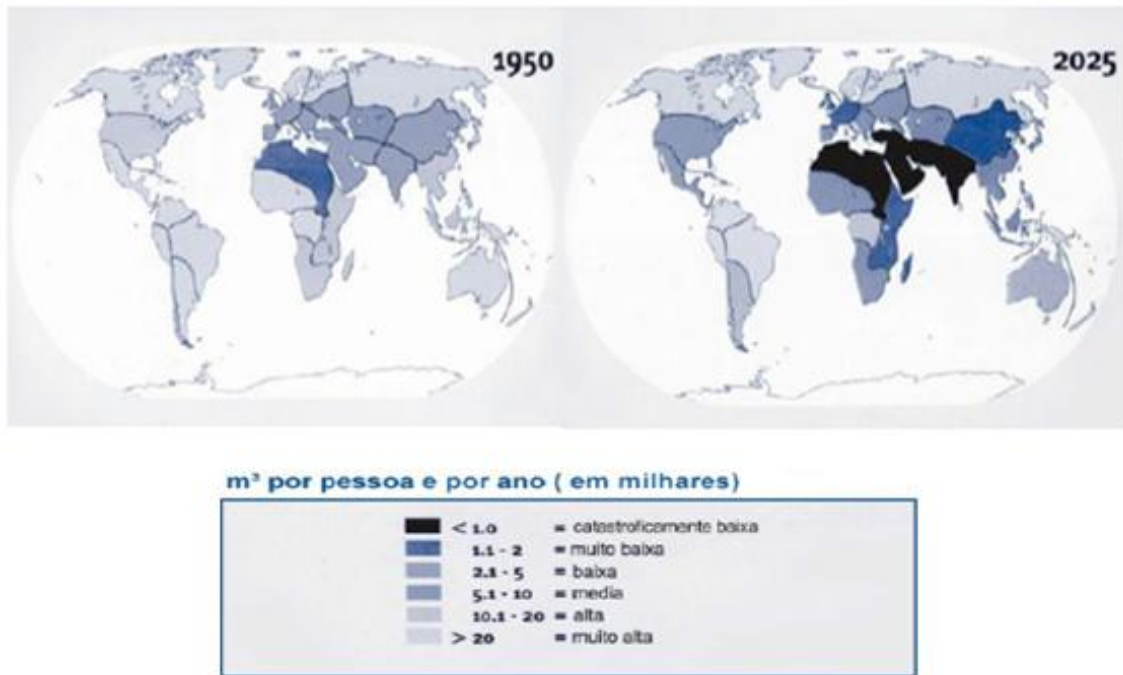 1950
2025
m³ por pessoa e por ano ( em milhares)
< 1.0 = catastroficamente baixa
1.1 - 2 = muito baixa
2.1 - 5 = baixa
5.1 - 10 = media
10.1 - 20 = alta
> 20 = muito alta